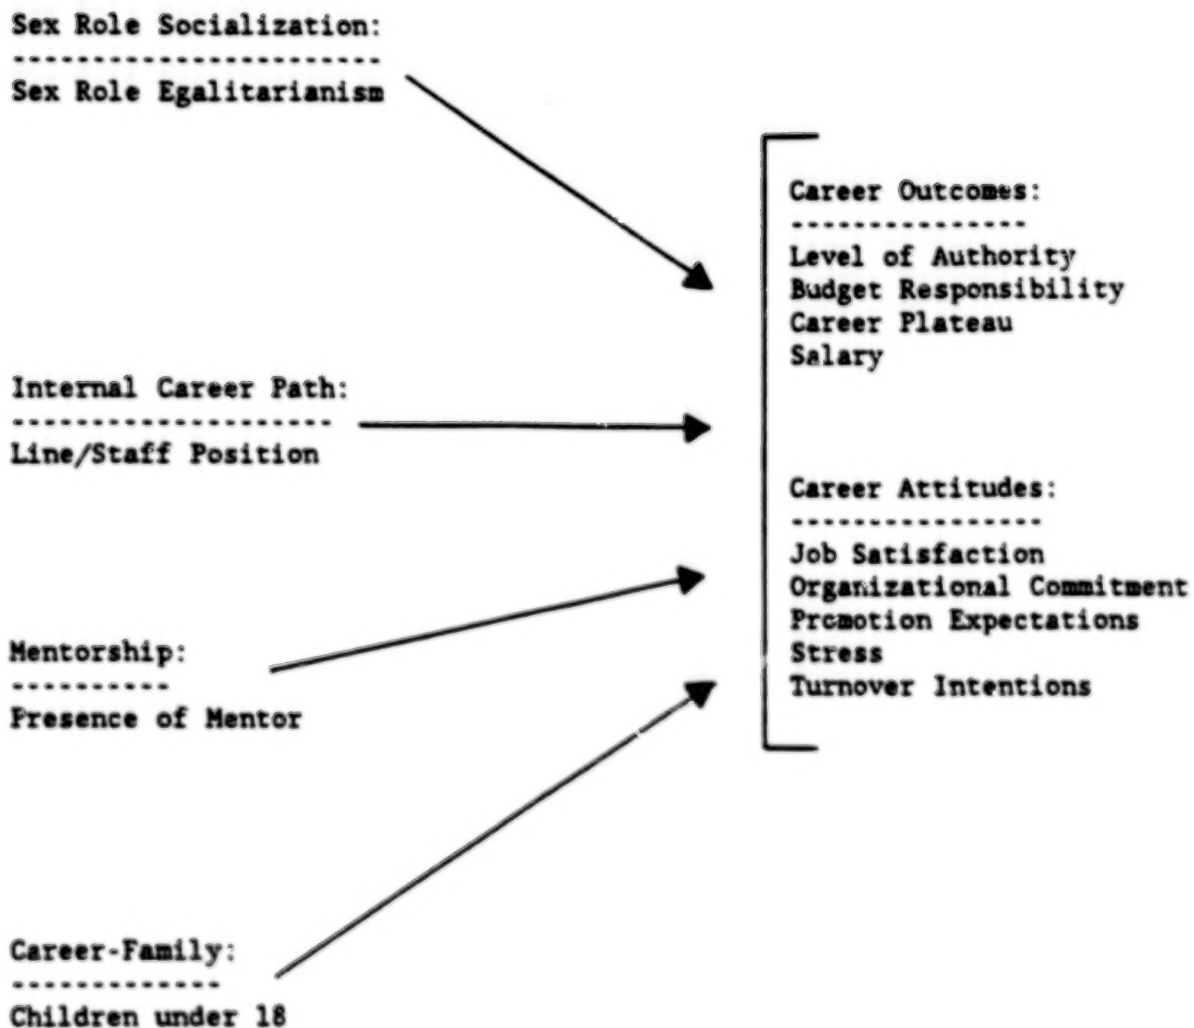 Sex Role Socialization:
-----------------------
Sex Role Egalitarianism
Internal Career Path:
--------------------
Line/Staff Position
Mentorship:
----------
Presence of Mentor
Career-Family:
-------------
Children under 18
Career Outcomes:
---------------
Level of Authority
Budget Responsibility
Career Plateau
Salary
Career Attitudes:
----------------
Job Satisfaction
Organizational Commitment
Promotion Expectations
Stress
Turnover Intentions